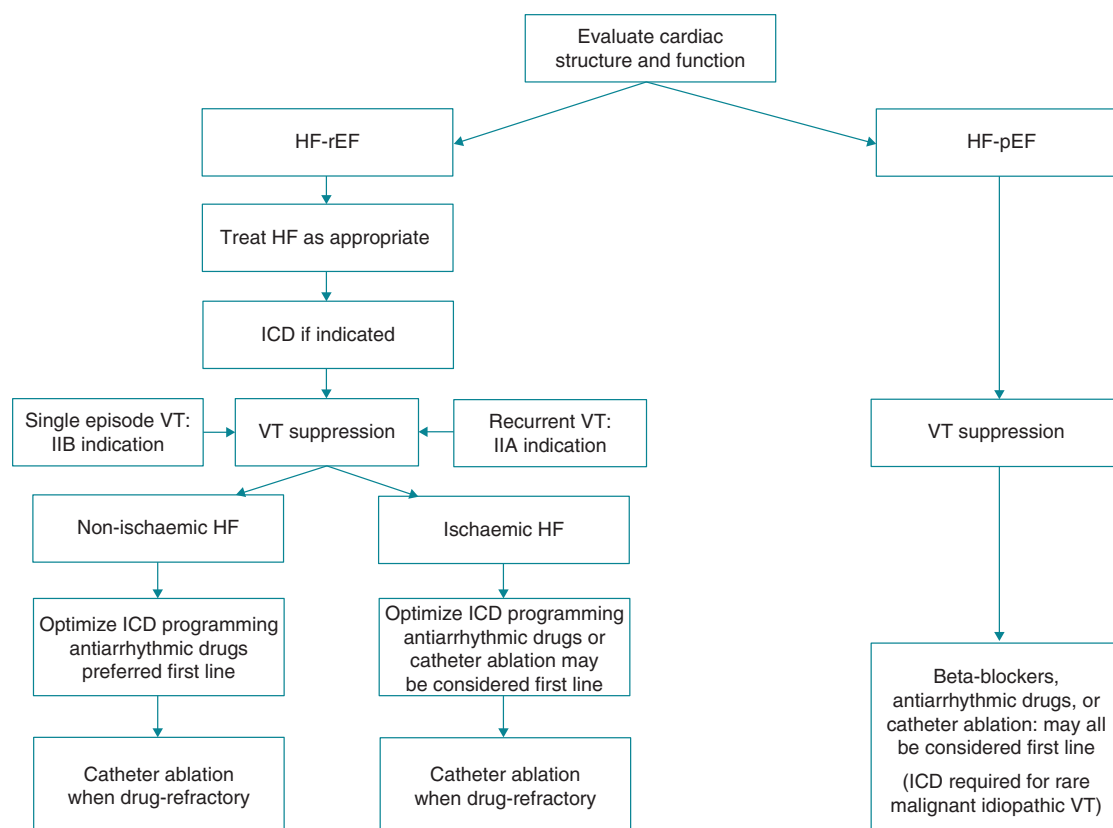 Evaluate cardiac
structure and function
HF-rEF
HF-pEF
Treat HF as appropriate
ICD if indicated
Single episode VT:
IIB indication
VT suppression
Recurrent VT:
IIA indication
VT suppression
Non-ischaemic HF
Ischaemic HF
Optimize ICD programming
antiarrhythmic drugs
preferred first line
Optimize ICD programming
antiarrhythmic drugs or
catheter ablation may
be considered first line
Beta-blockers,
antiarrhythmic drugs, or
catheter ablation: may all
be considered first line
(ICD required for rare
malignant idiopathic VT)
Catheter ablation
when drug-refractory
Catheter ablation
when drug-refractory